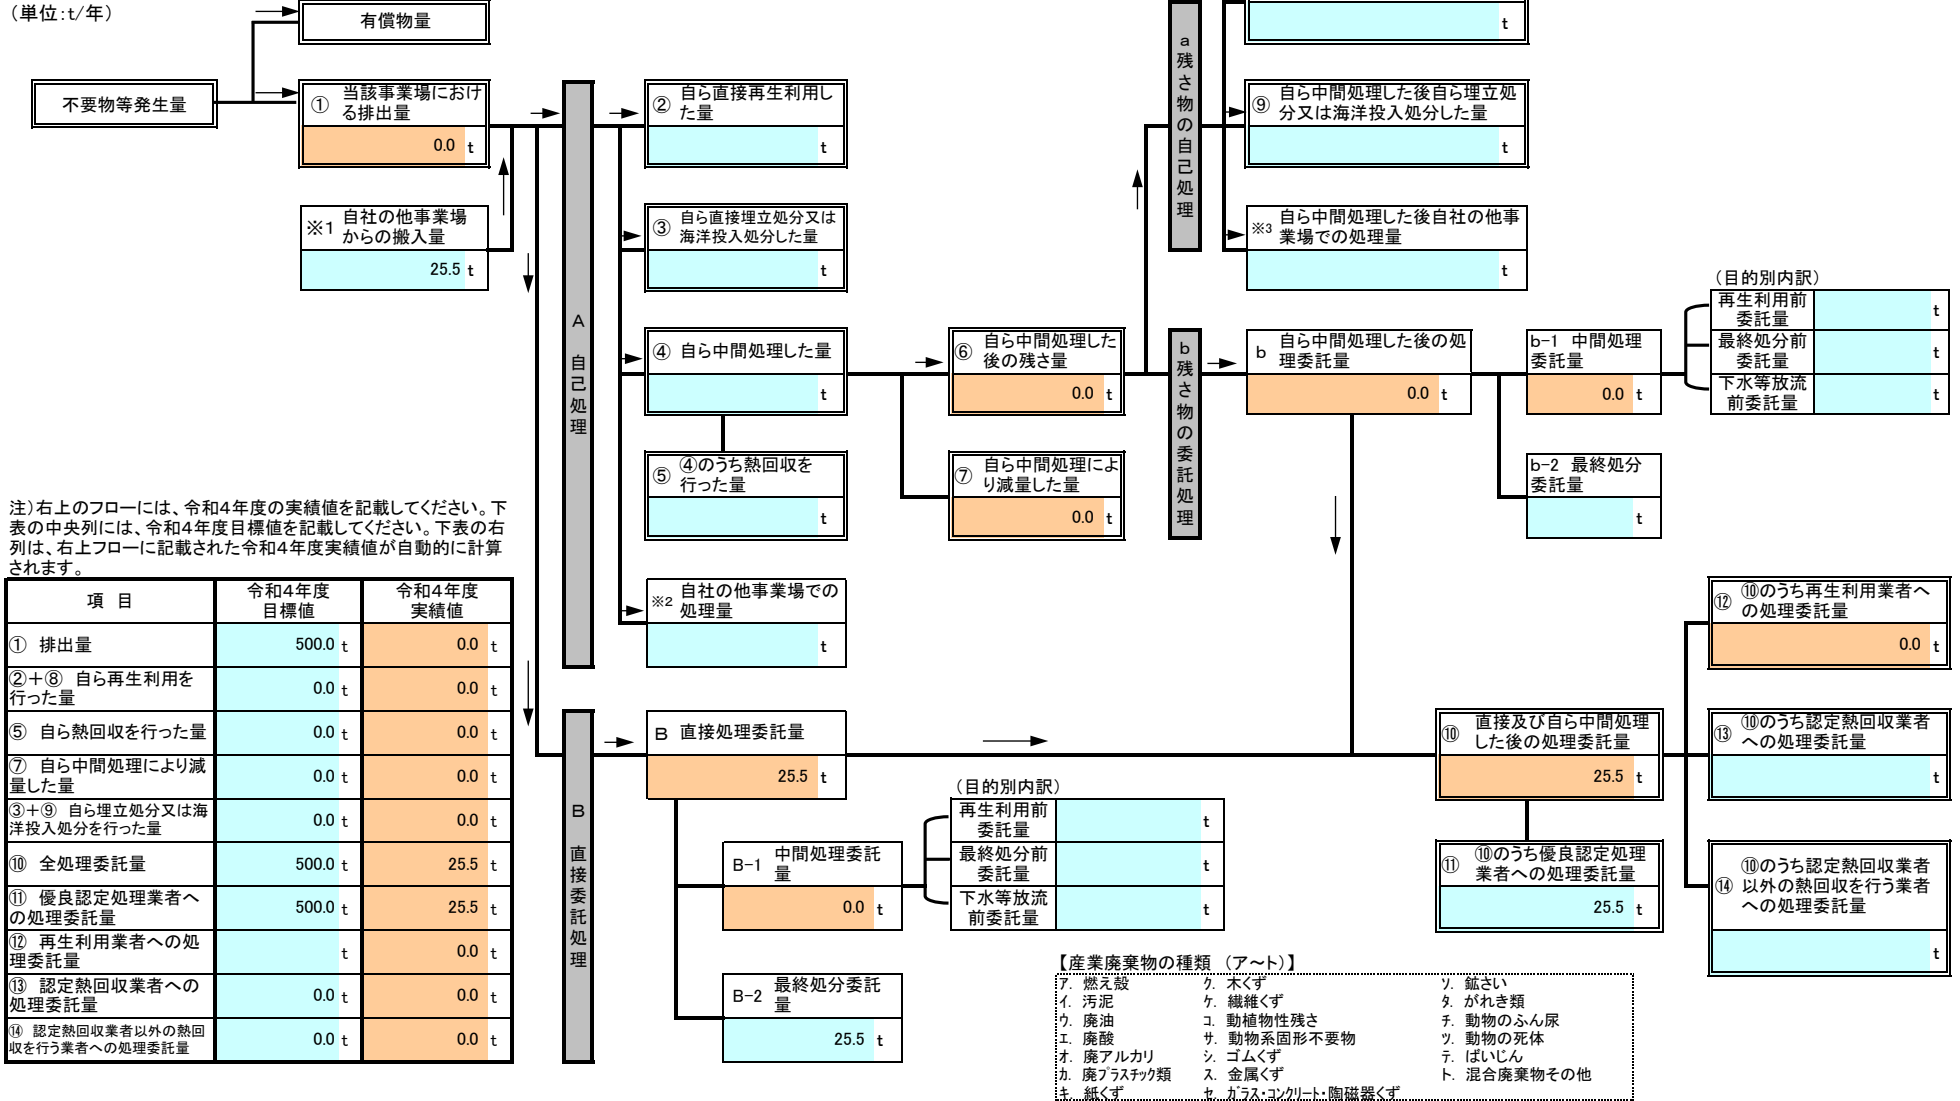 （単位：t/年）
有償物量
不要物等発生量
① 当該事業場におけ
る排出量
0.0 t
※1 自社の他事業場
からの搬入量
25.5 t
A 自己処理
② 自ら直接再生利用し
た量
t
③ 自ら直接埋立処分又は
海洋投入処分した量
t
④ 自ら中間処理した量
t
⑤ ④のうち熱回収を
行った量
t
※2 自社の他事業場での
処理量
t
⑥ 自ら中間処理した
後の残さ量
0.0 t
⑦ 自ら中間処理によ
り減量した量
0.0 t
a残さ物の自己処理
t
⑨ 自ら中間処理した後自ら埋立処
分又は海洋投入処分した量
t
※3 自ら中間処理した後自社の他事
業場での処理量
t
b残さ物の委託処理
b 自ら中間処理した後の処
理委託量
0.0 t
b-1 中間処理
委託量
0.0 t
b-2 最終処分
委託量
t
（目的別内訳）
再生利用前
委託量 t
最終処分前
委託量 t
下水等放流
前委託量 t
注）右上のフローには、令和4年度の実績値を記載してください。下
表の中央列には、令和4年度目標値を記載してください。下表の右
列は、右上フローに記載された令和4年度実績値が自動的に計算
されます。
項 目 令和4年度 目標値 令和4年度 実績値
① 排出量 500.0 t 0.0 t
②＋⑧ 自ら再生利用を
行った量 0.0 t 0.0 t
⑤ 自ら熱回収を行った量 0.0 t 0.0 t
⑦ 自ら中間処理により減
量した量 0.0 t 0.0 t
③＋⑨ 自ら埋立処分又は海
洋投入処分を行った量 0.0 t 0.0 t
⑩ 全処理委託量 500.0 t 25.5 t
⑪ 優良認定処理業者へ
の処理委託量 500.0 t 25.5 t
⑫ 再生利用業者への処
理委託量 t 0.0 t
⑬ 認定熱回収業者への
処理委託量 0.0 t 0.0 t
⑭ 認定熱回収業者以外の熱回
収を行う業者への処理委託量 0.0 t 0.0 t
B 直接委託処理
B 直接処理委託量
25.5 t
B-1 中間処理委託
量
0.0 t
B-2 最終処分委託
量
25.5 t
（目的別内訳）
再生利用前
委託量 t
最終処分前
委託量 t
下水等放流
前委託量 t
⑩ 直接及び自ら中間処理
した後の処理委託量
25.5 t
⑪ ⑩のうち優良認定処理
業者への処理委託量
25.5 t
⑫ ⑩のうち再生利用業者へ
の処理委託量
0.0 t
⑬ ⑩のうち認定熱回収業者
への処理委託量
t
⑭ ⑩のうち認定熱回収業者
以外の熱回収を行う業者
への処理委託量
t
【産業廃棄物の種類 （ア～ト）】
ｱ. 燃え殻 ｸ. 木くず ｿ. 鉱さい
ｲ. 汚泥 ｹ. 繊維くず ﾀ. がれき類
ｳ. 廃油 ｺ. 動植物性残さ ﾁ. 動物のふん尿
ｴ. 廃酸 ｻ. 動物系固形不要物 ﾂ. 動物の死体
ｵ. 廃アルカリ ｼ. ゴムくず ﾃ. ばいじん
ｶ. 廃ﾌﾟﾗｽﾁｯｸ類 ｽ. 金属くず ﾄ. 混合廃棄物その他
ｷ. 紙くず ｾ. ｶﾞﾗｽ・ｺﾝｸﾘｰﾄ・陶磁器くず